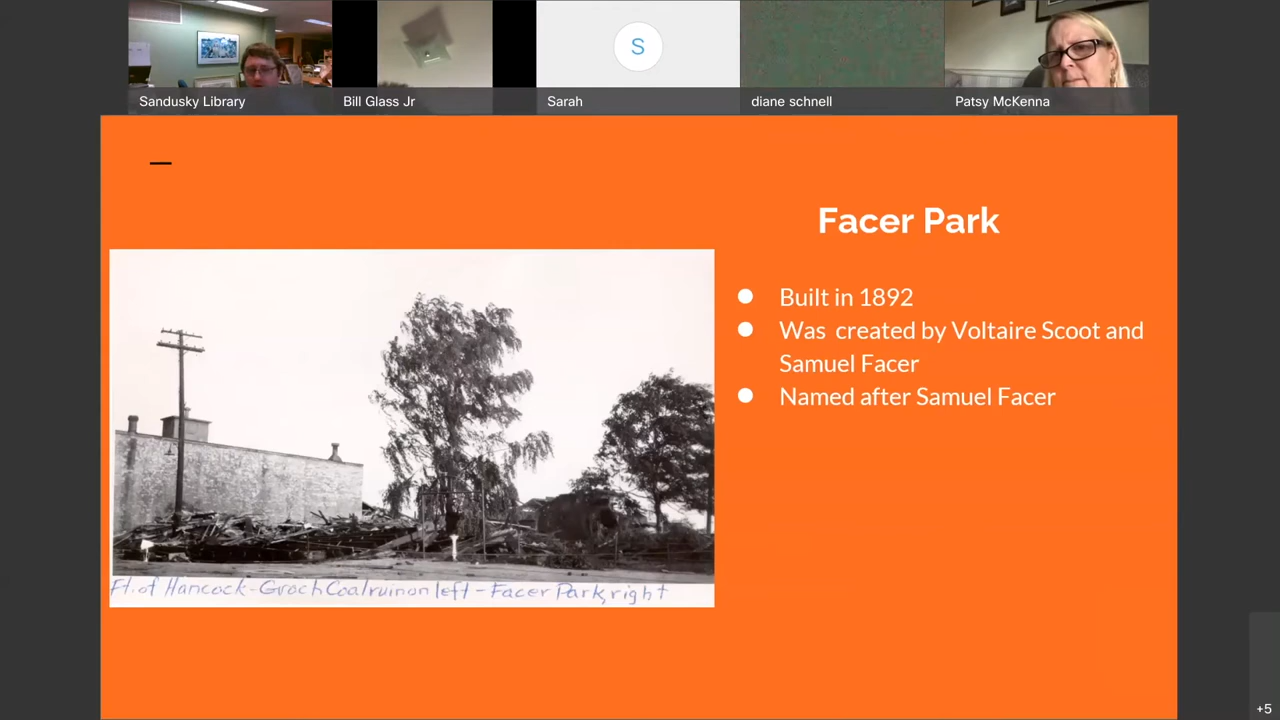 S
Sandusky Library
Bill Glass Jr
Sarah
diane schnell
Patsy McKenna
Facer Park
Built in 1892
Was created by Voltaire Scoot and
Samuel Facer
Named after Samuel Facer
Ft. of Hancock - Groch Coal ruin on left - Facer Park, right
+5